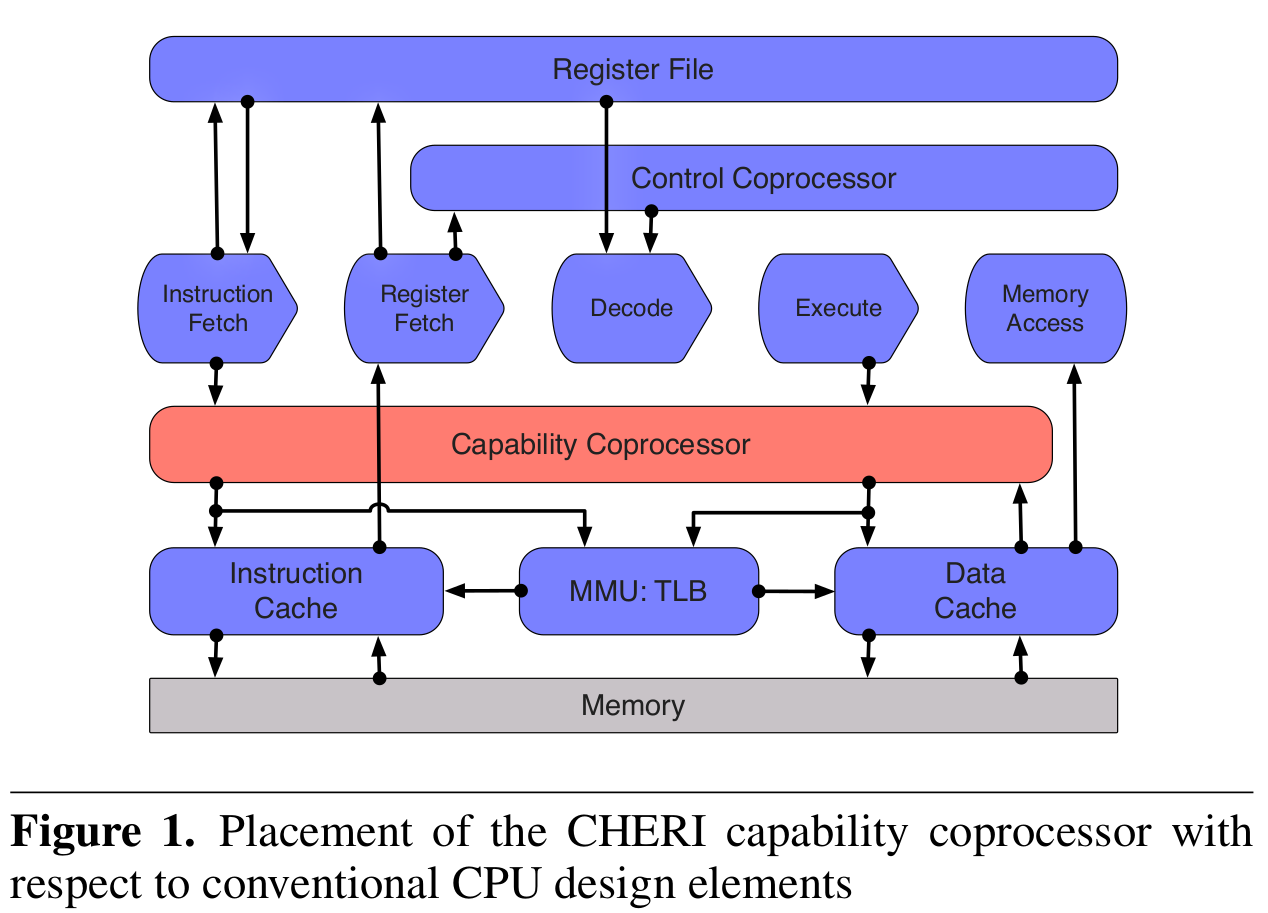 Register File
Control Coprocessor
Instruction
Fetch
Register
Fetch
Decode
Execute
Memory
Access
Capability Coprocessor
Instruction
Cache
MMU: TLB
Data
Cache
Memory
Figure 1. Placement of the CHERI capability coprocessor with
respect to conventional CPU design elements